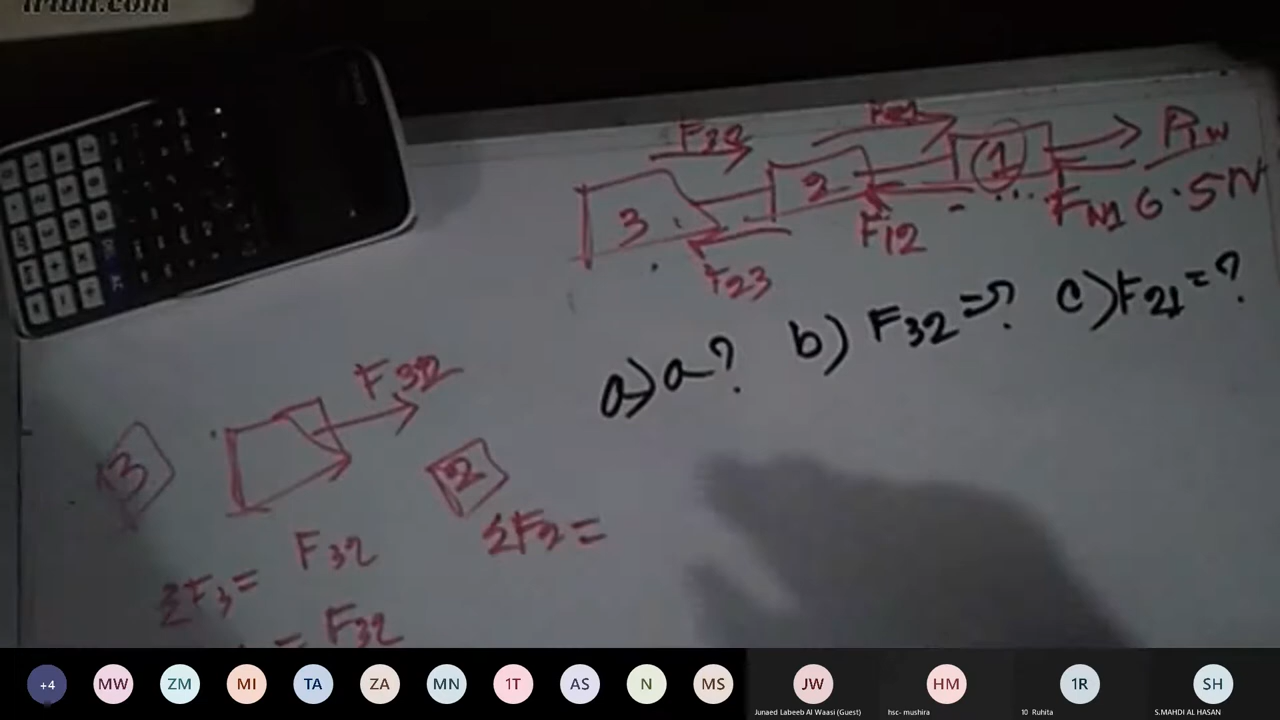 F32
F21
1
P1w
2
3
F12
FN1 6.5N
F23
a) a? b) F32 =? c) F21 = ?
F32
3
2
ΣF2 =
F32
ΣF3 =
= F32
+4 MW ZM MI TA ZA MN 1T AS N MS JW HM 1R SH
Junaed Labeeb Al Waasi (Guest) hsc- mushira 10 Ruhita S.MAHDI AL HASAN